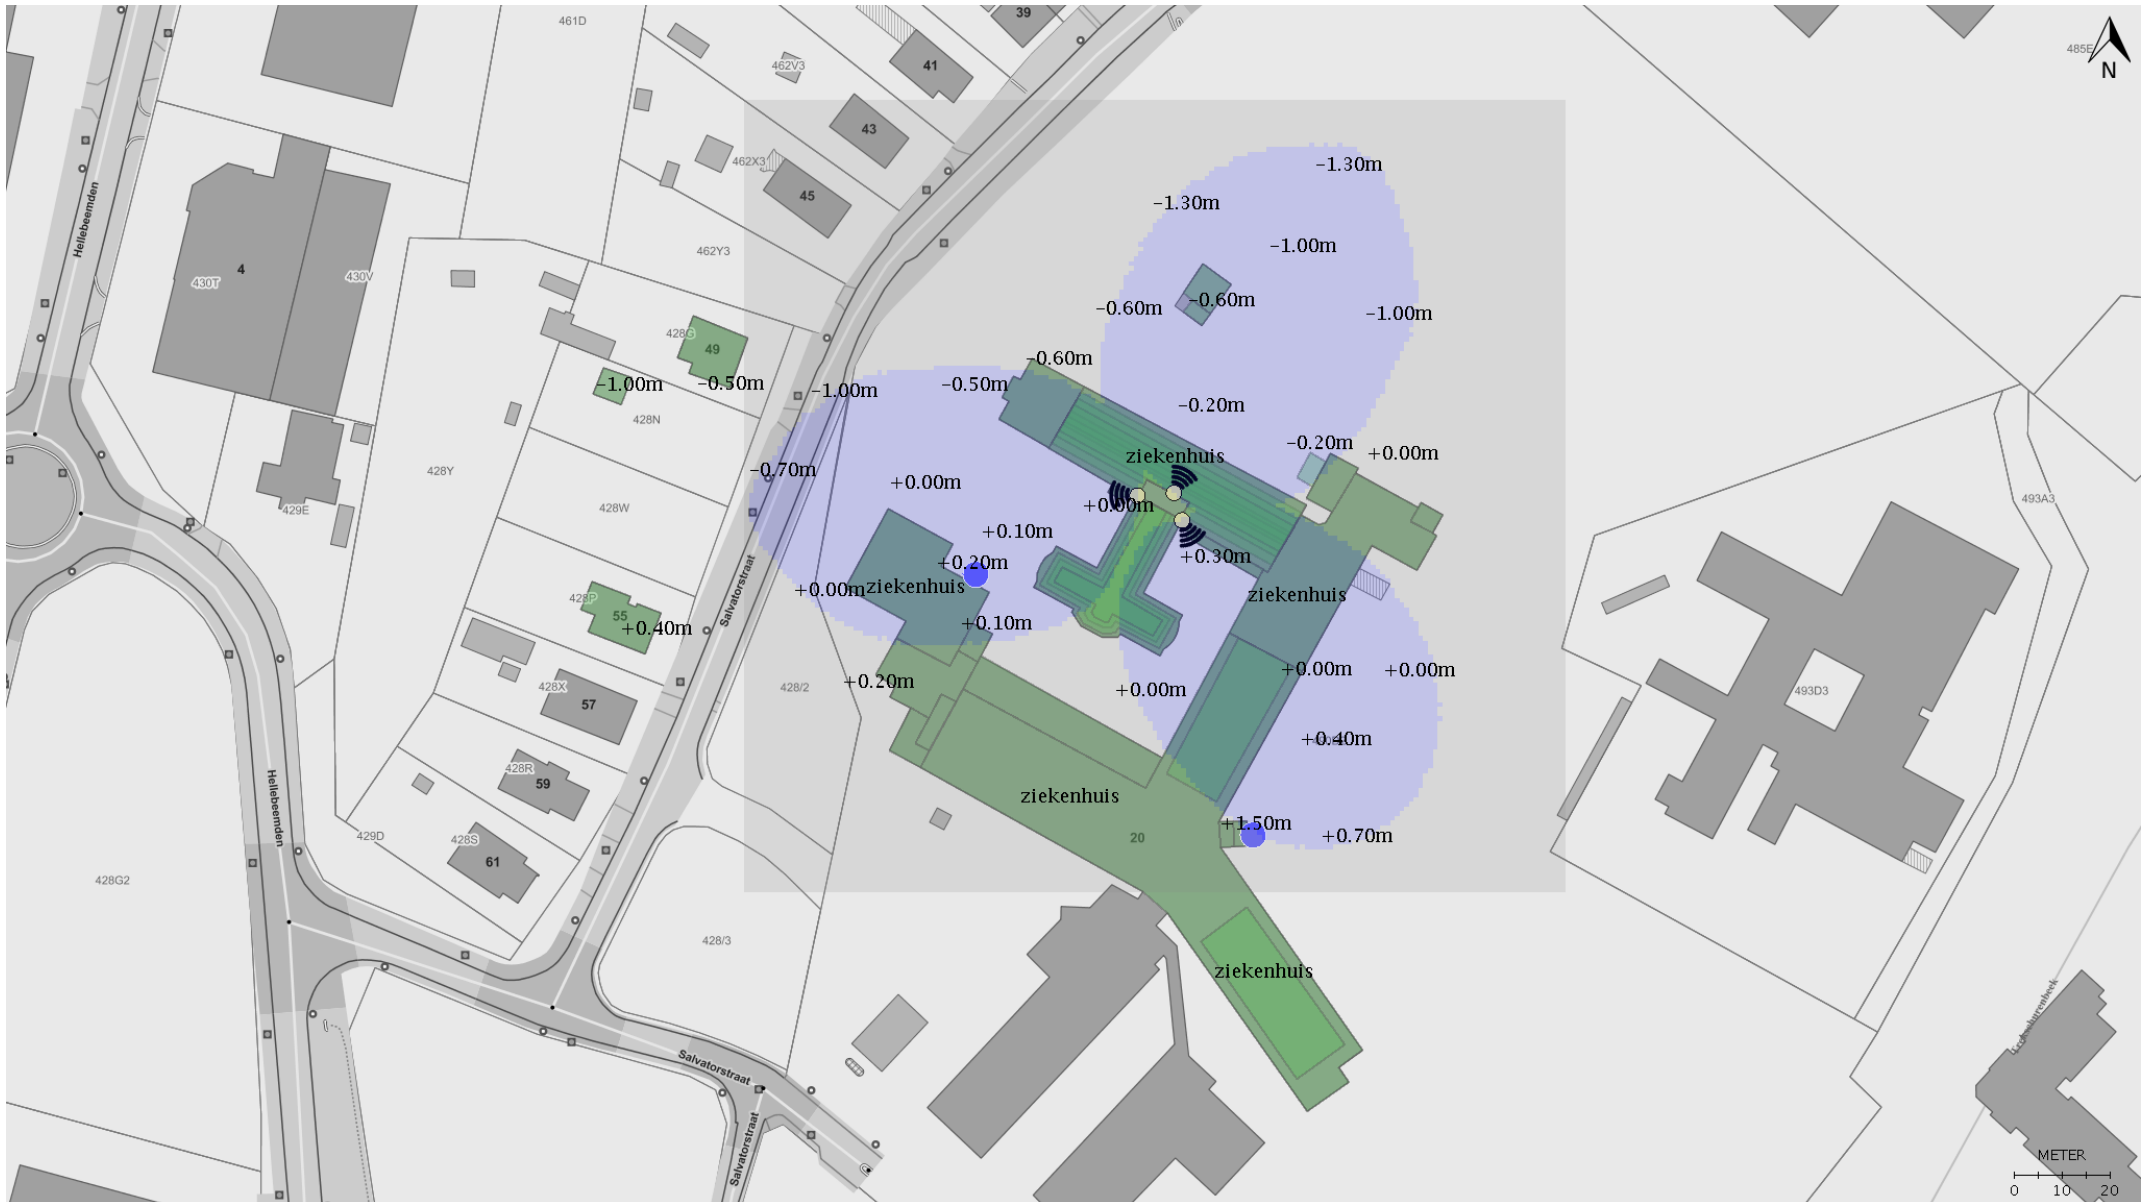 461D
39
485E
N
462V3
41
43
462X3
45
-1.30m
-1.30m
Hellebeemden
462Y3
-1.00m
4
430T
430V
-0.60m
-0.60m
-1.00m
428G
49
-0.60m
-1.00m
-0.50m
-1.00m
-0.50m
-0.20m
428N
-0.20m
+0.00m
ziekenhuis
428Y
-0.70m
+0.00m
493A3
429E
428W
+0.00m
+0.10m
+0.30m
+0.20m
+0.00m
ziekenhuis
ziekenhuis
Salvatorstraat
428P
55
+0.40m
+0.10m
+0.00m
+0.00m
428X
57
+0.20m
428/2
+0.00m
493D3
+0.40m
428R
59
ziekenhuis
Hellebeemden
429D
428S
61
20
+1.50m
+0.70m
428G2
428/3
ziekenhuis
Salvatorstraat
Salvatorstraat
METER
0 10 20